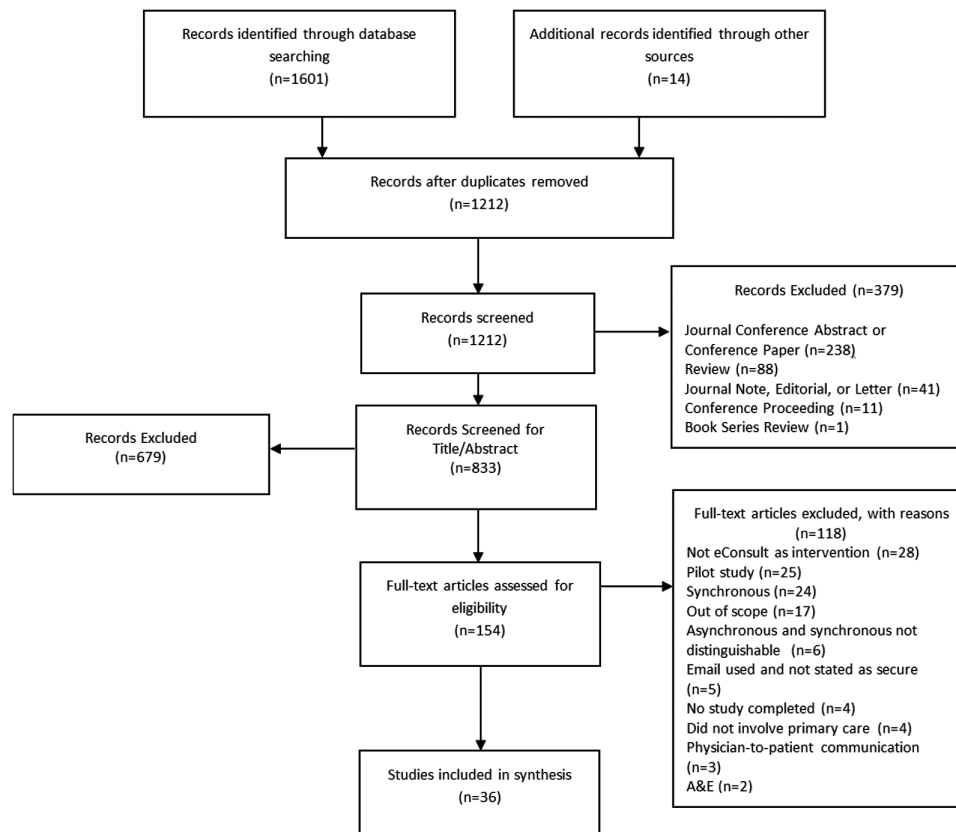 Records identified through database
searching
(n=1601)
Additional records identified through other
sources
(n=14)
Records after duplicates removed
(n=1212)
Records screened
(n=1212)
Records Excluded (n=379)
Journal Conference Abstract or
Conference Paper (n=238)
Review (n=88)
Journal Note, Editorial, or Letter (n=41)
Conference Proceeding (n=11)
Book Series Review (n=1)
Records Excluded
(n=679)
Records Screened for
Title/Abstract
(n=833)
Full-text articles assessed for
eligibility
(n=154)
Full-text articles excluded, with reasons
(n=118)
Not eConsult as intervention (n=28)
Pilot study (n=25)
Synchronous (n=24)
Out of scope (n=17)
Asynchronous and synchronous not
distinguishable (n=6)
Email used and not stated as secure
(n=5)
No study completed (n=4)
Did not involve primary care (n=4)
Physician-to-patient communication
(n=3)
A&E (n=2)
Studies included in synthesis
(n=36)